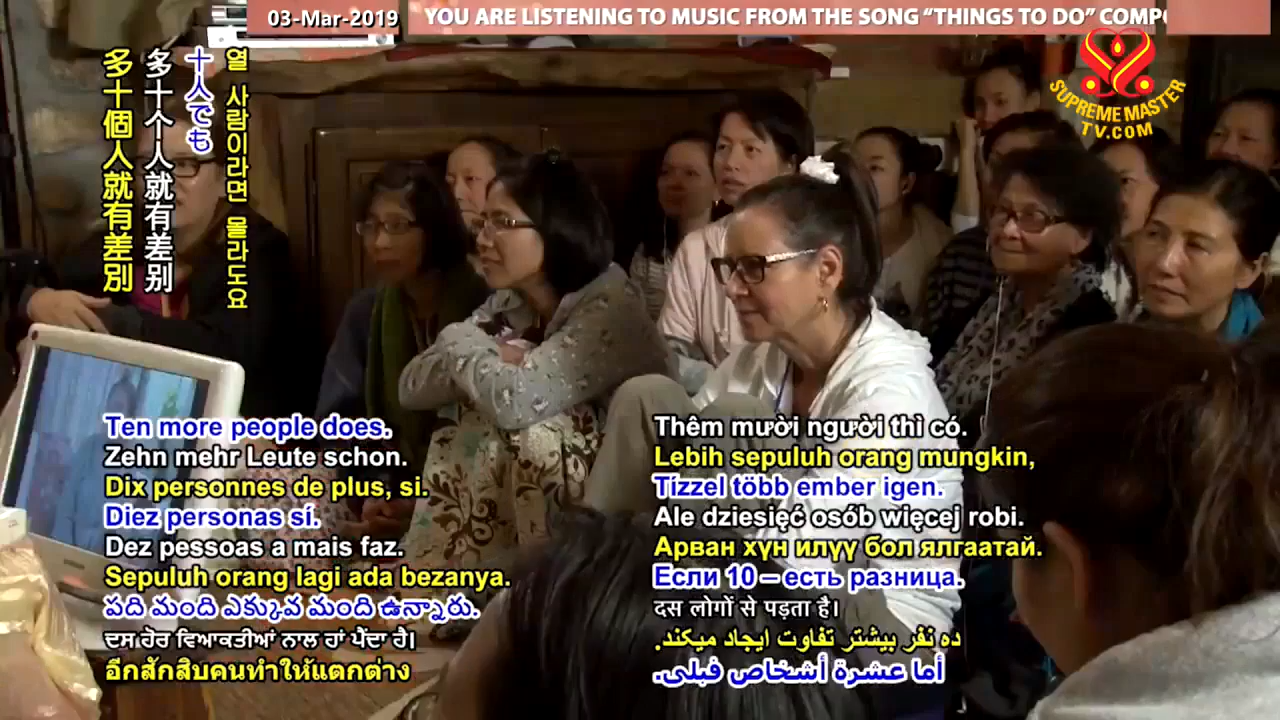 03-Mar-2019
YOU ARE LISTENING TO MUSIC FROM THE SONG “THINGS TO DO” COMP
SUPREME MASTER
TV.COM
多十個人就有差別
多十个人就有差别
十人でも
열 사람이라면 몰라도요
Ten more people does.
Zehn mehr Leute schon.
Dix personnes de plus, si.
Diez personas sí.
Dez pessoas a mais faz.
Sepuluh orang lagi ada bezanya.
పది మంది ఎక్కువ మంది ఉన్నారు.
ਦਸ ਹੋਰ ਵਿਆਕਤੀਆਂ ਨਾਲ ਹਾਂ ਪੈਂਦਾ ਹੈ।
อีกสักสิบคนทำให้แตกต่าง
Thêm mười người thì có.
Lebih sepuluh orang mungkin,
Tízzel több ember igen.
Ale dziesięć osób więcej robi.
Арван хүн илүү бол ялгаатай.
Если 10 – есть разница.
दस लोगों से पड़ता है।
ده نفر بیشتر تفاوت ایجاد میکند.
أما عشرة أشخاص فبلى.